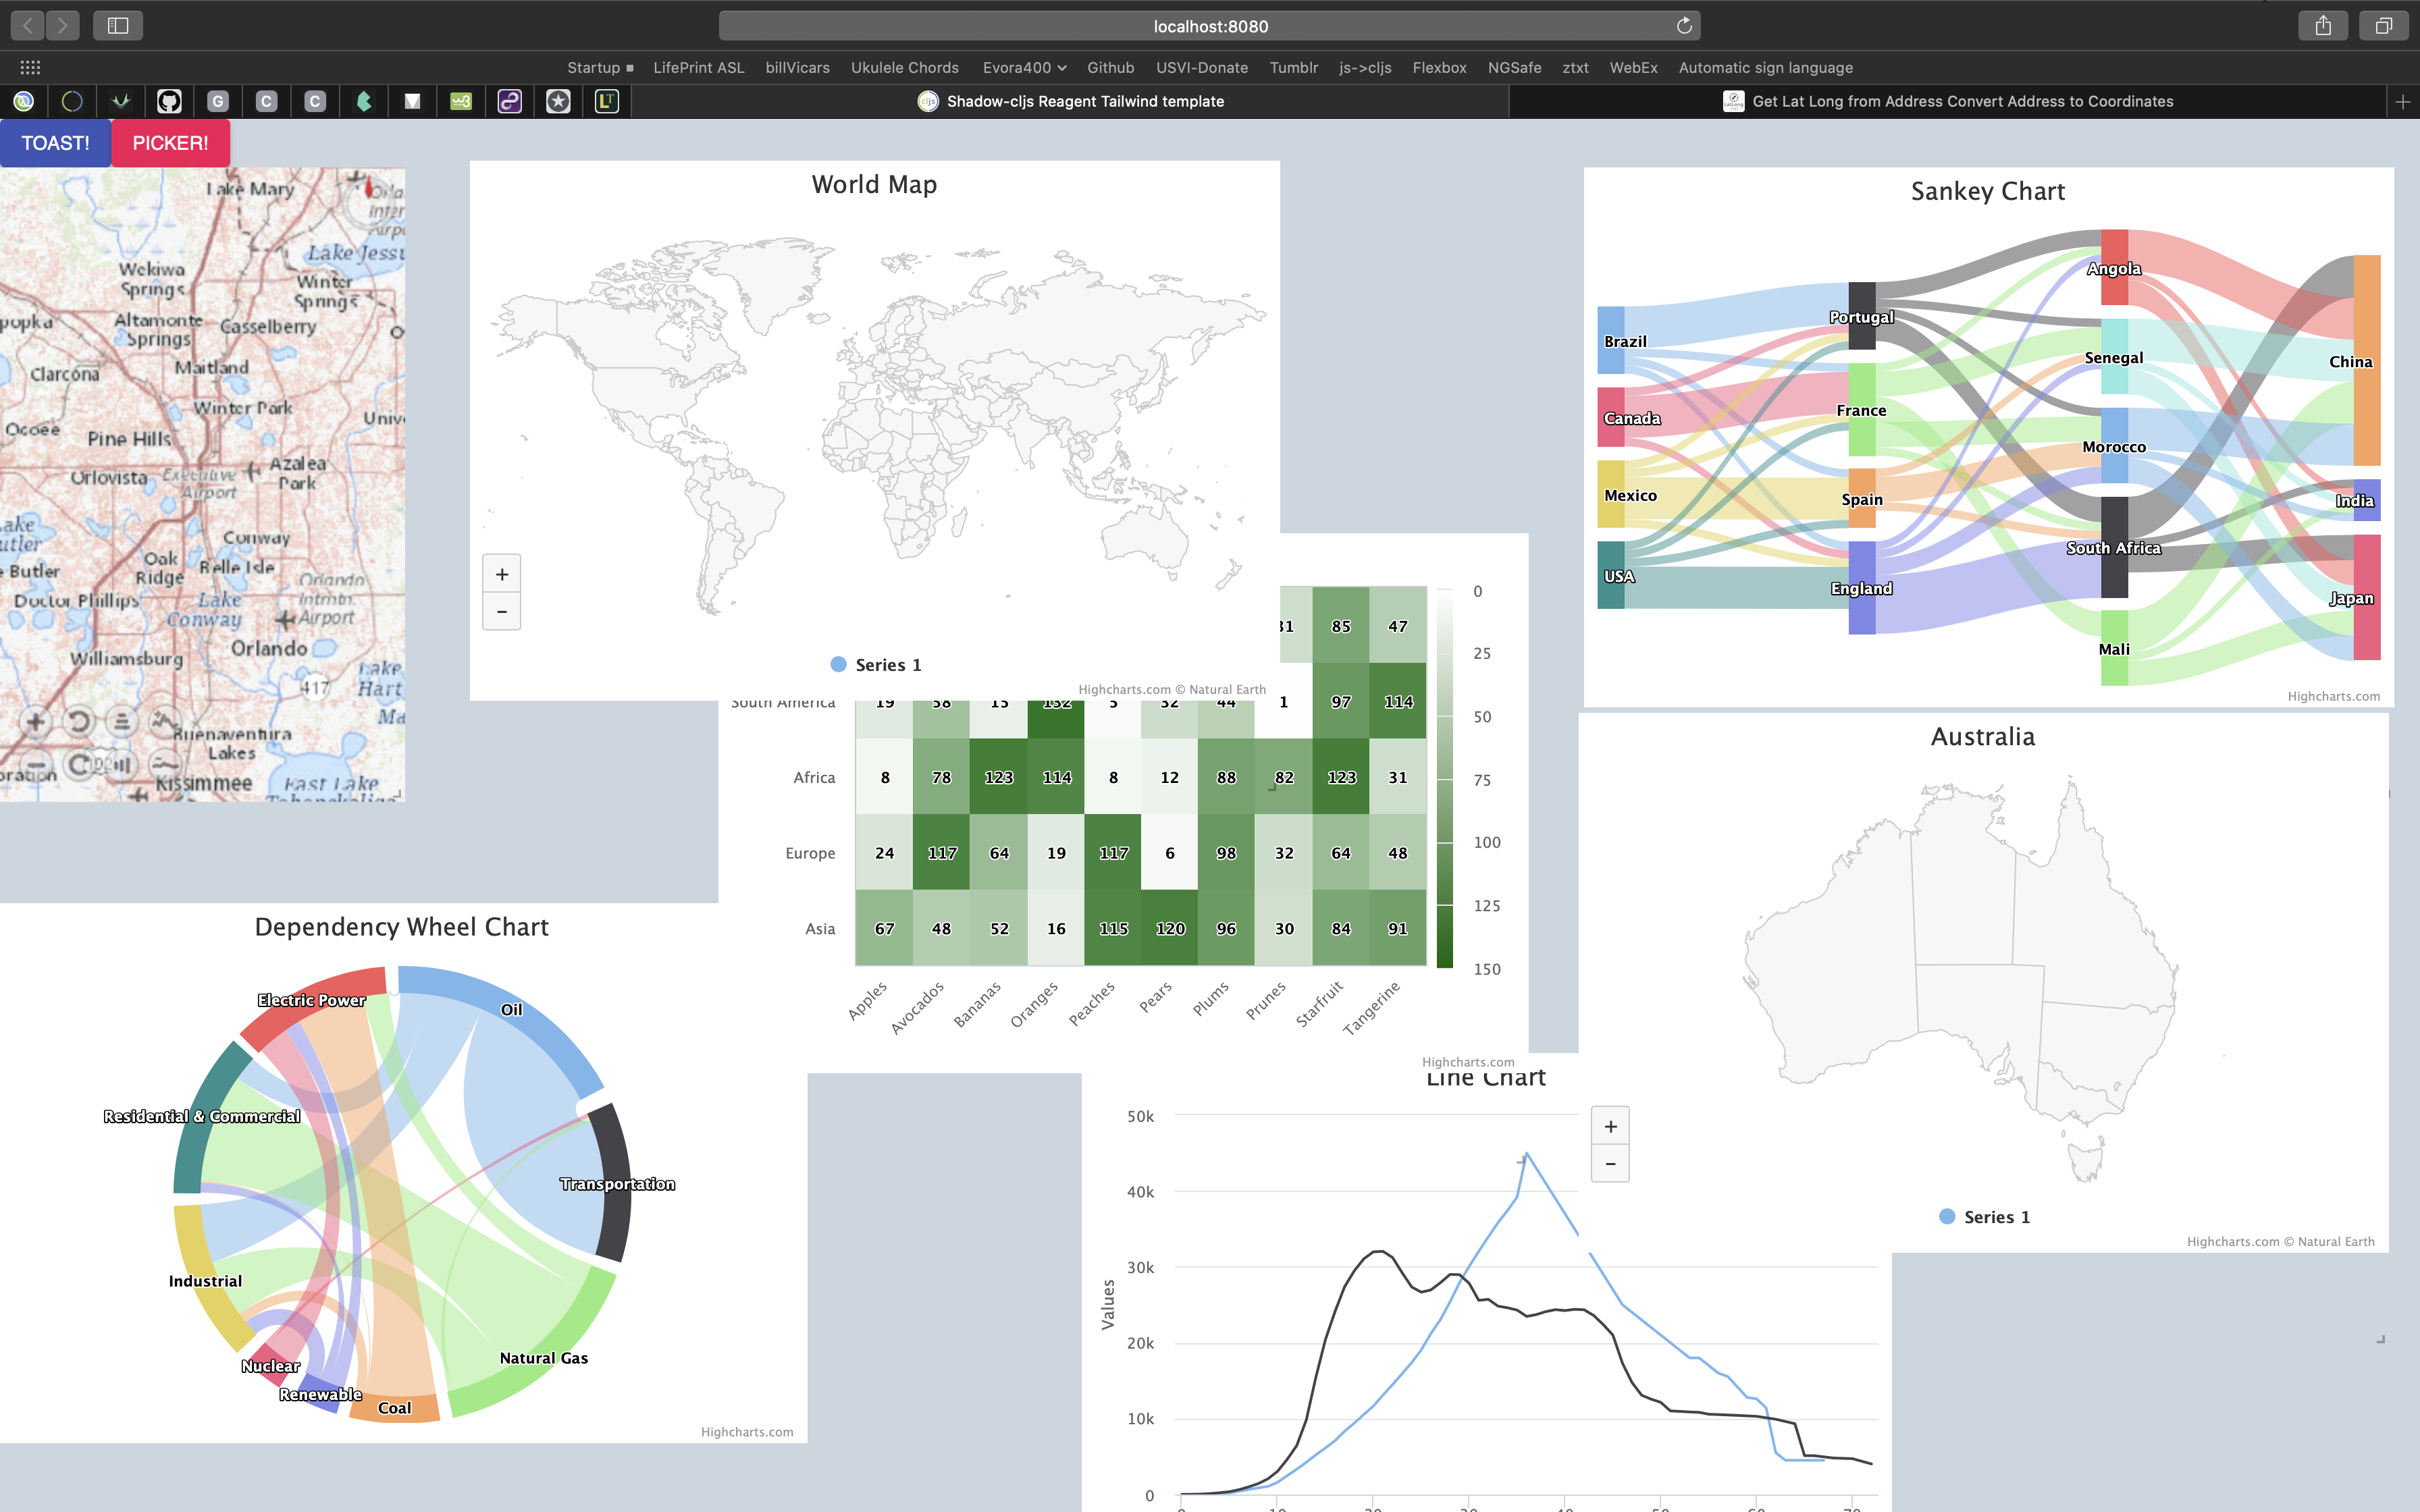 localhost:8080
Startup LifePrint ASL billVicars Ukulele Chords Evora400 Github USVI-Donate Tumblr js->cljs Flexbox NGSafe ztxt WebEx Automatic sign language
G C C w3 LT cljs Shadow-cljs Reagent Tailwind template Get Lat Long from Address Convert Address to Coordinates
TOAST! PICKER!
Lake Mary
Wekiwa
Springs
Winter
Springs
popka
Altamonte
Springs
Casselberry
Clarcona
Maitland
Winter Park
Ocoee
Pine Hills
Orlovista
Executive
Airport
Azalea
Park
Conway
Oak
Ridge
Belle Isle
e Butler
Doctor Phillips
Lake
Conway
Orlando
Intntn.
Airport
Williamsburg
Orlando
Lake
Hart
417
Buenaventura
Lakes
Kissimmee
East Lake
World Map
+
−
Series 1
Highcharts.com © Natural Earth
Sankey Chart
Brazil
Canada
Mexico
USA
Portugal
France
Spain
England
Angola
Senegal
Morocco
South Africa
Mali
China
India
Japan
Highcharts.com
31 85 47
South America 19 58 15 132 5 32 44 1 97 114
Africa 8 78 123 114 8 12 88 82 123 31
Europe 24 117 64 19 117 6 98 32 64 48
Asia 67 48 52 16 115 120 96 30 84 91
Apples Avocados Bananas Oranges Peaches Pears Plums Prunes Starfruit Tangerine
0
25
50
75
100
125
150
Highcharts.com
Australia
+
−
Series 1
Highcharts.com © Natural Earth
Dependency Wheel Chart
Electric Power
Oil
Residential & Commercial
Transportation
Industrial
Natural Gas
Nuclear
Renewable
Coal
Highcharts.com
Line Chart
Values
50k
40k
30k
20k
10k
0